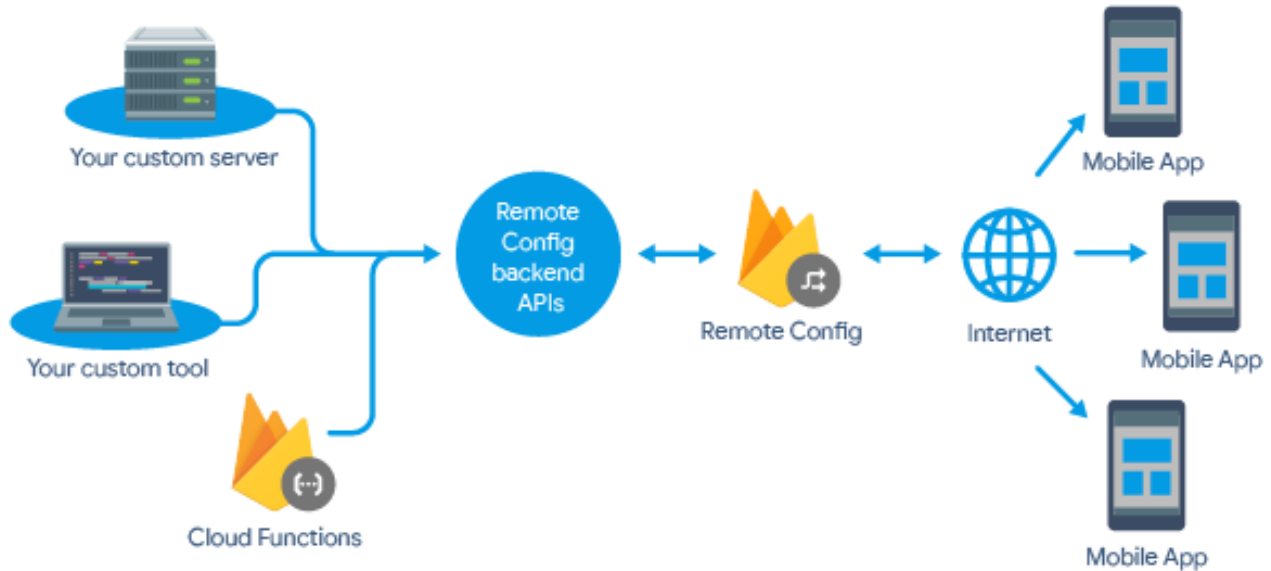 Your custom server
Your custom tool
Cloud Functions
Remote
Config
backend
APIs
Remote Config
Internet
Mobile App
Mobile App
Mobile App